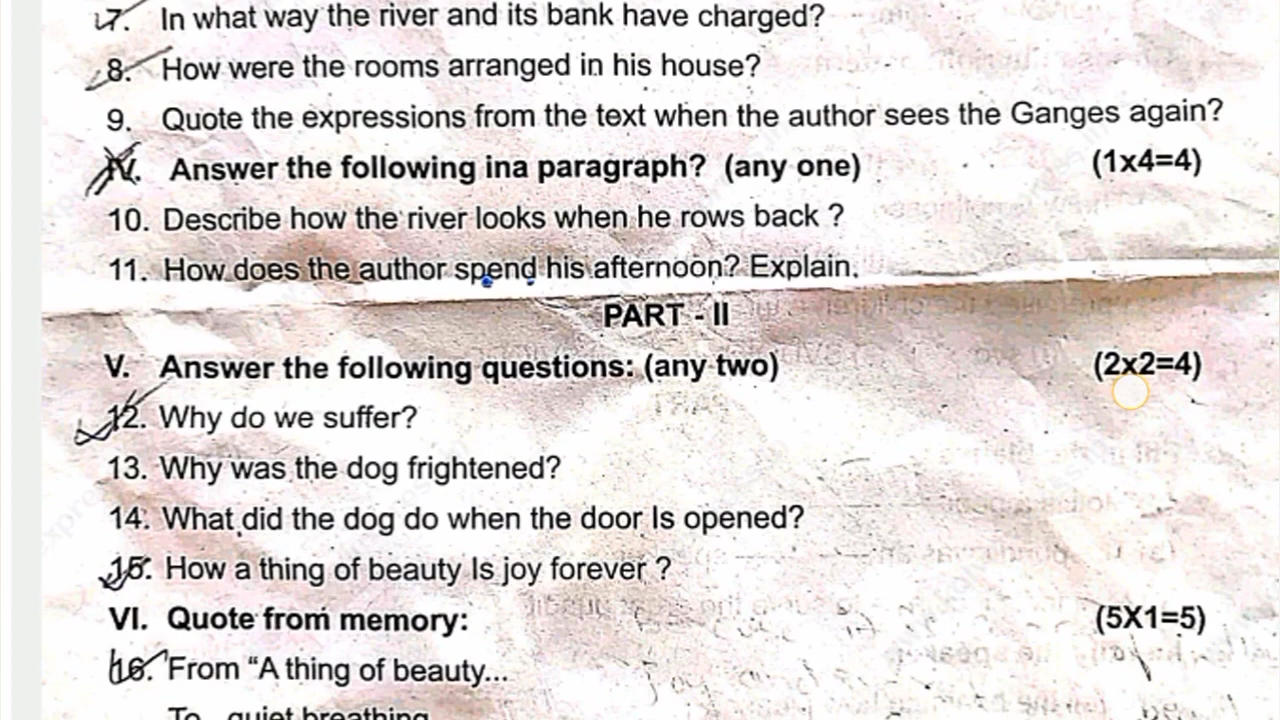 17. In what way the river and its bank have charged?
8. How were the rooms arranged in his house?
9. Quote the expressions from the text when the author sees the Ganges again?
IV. Answer the following ina paragraph? (any one) (1x4=4)
10. Describe how the river looks when he rows back ?
11. How does the author spend his afternoon? Explain.
PART - II
V. Answer the following questions: (any two) (2x2=4)
12. Why do we suffer?
13. Why was the dog frightened?
14. What did the dog do when the door Is opened?
15. How a thing of beauty Is joy forever ?
VI. Quote from memory: (5X1=5)
16. From “A thing of beauty...
To quiet breathing